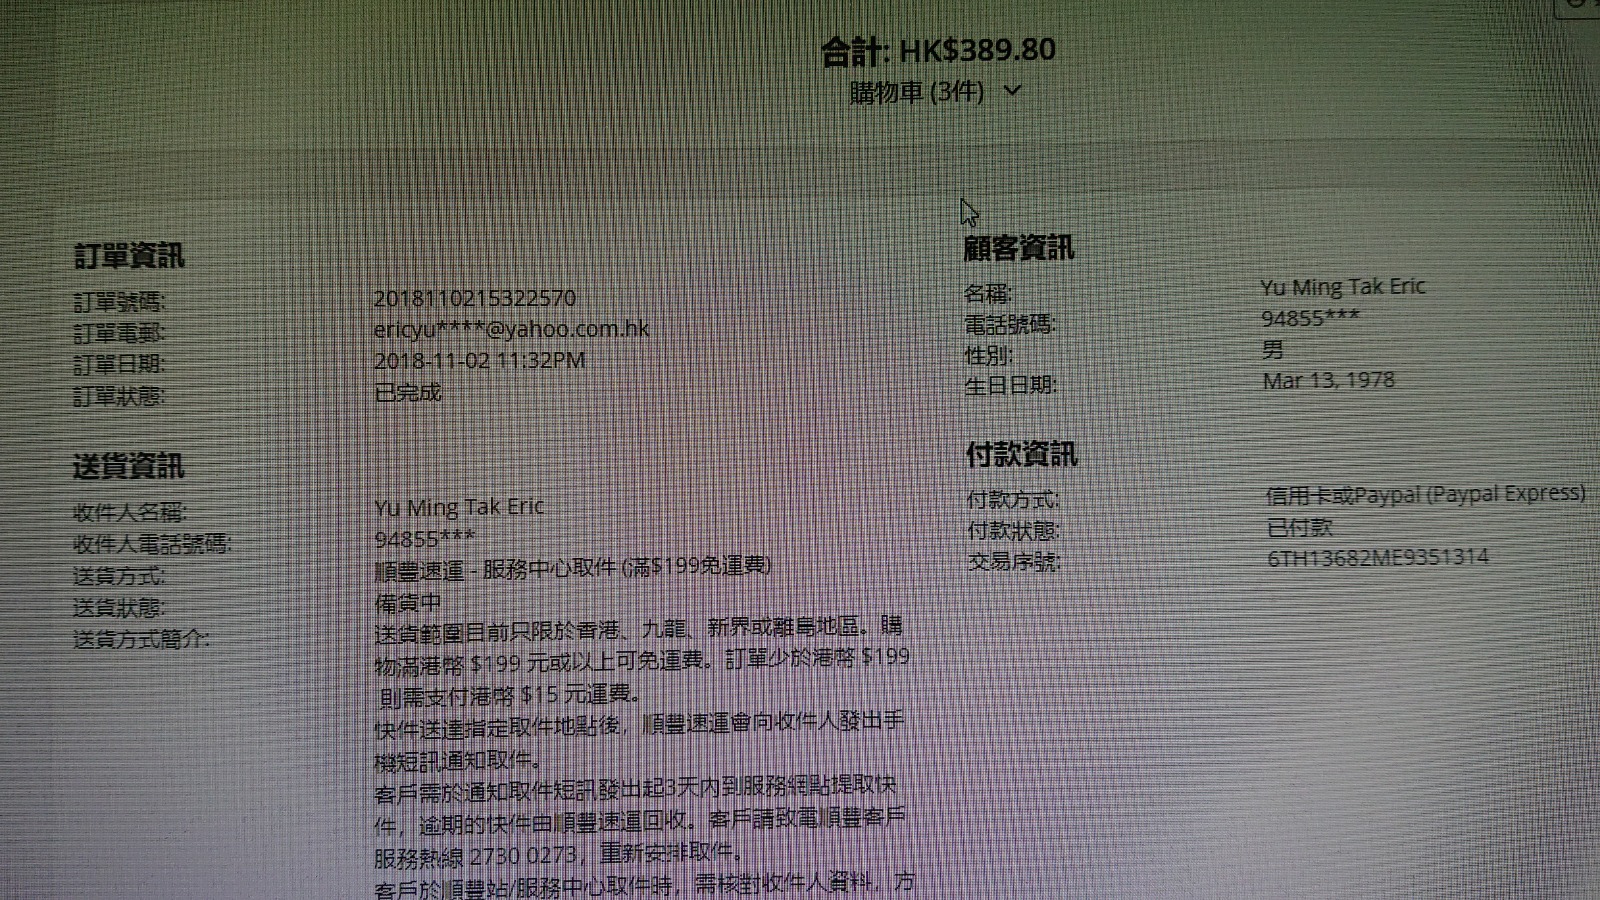 合計: HK$389.80
購物車 (3件)
訂單資訊
訂單號碼: 20181102153222570
訂單電郵: ericyu****@yahoo.com.hk
訂單日期: 2018-11-02 11:32PM
訂單狀態: 已完成
顧客資訊
名稱: Yu Ming Tak Eric
電話號碼: 94855***
性別: 男
生日日期: Mar 13, 1978
送貨資訊
收件人名稱: Yu Ming Tak Eric
收件人電話號碼: 94855***
送貨方式: 順豐速運 - 服務中心取件 (滿$199免運費)
送貨狀態: 備貨中
送貨方式簡介: 送貨範圍目前只限於香港、九龍、新界或離島地區。購
物滿港幣 $199 元或以上可免運費。訂單少於港幣 $199
則需支付港幣 $15 元運費。
快件送達指定取件地點後，順豐速運會向收件人發出手
機短訊通知取件。
客戶需於通知取件短訊發出起3天內到服務網點提取快
件，逾期的快件由順豐速運回收。客戶請致電順豐客戶
服務熱線 2730 0273，重新安排取件。
客戶於順豐站/服務中心取件時，需核對收件人資料，方
付款資訊
付款方式: 信用卡或Paypal (Paypal Express)
付款狀態: 已付款
交易序號: 6TH13682ME9351314